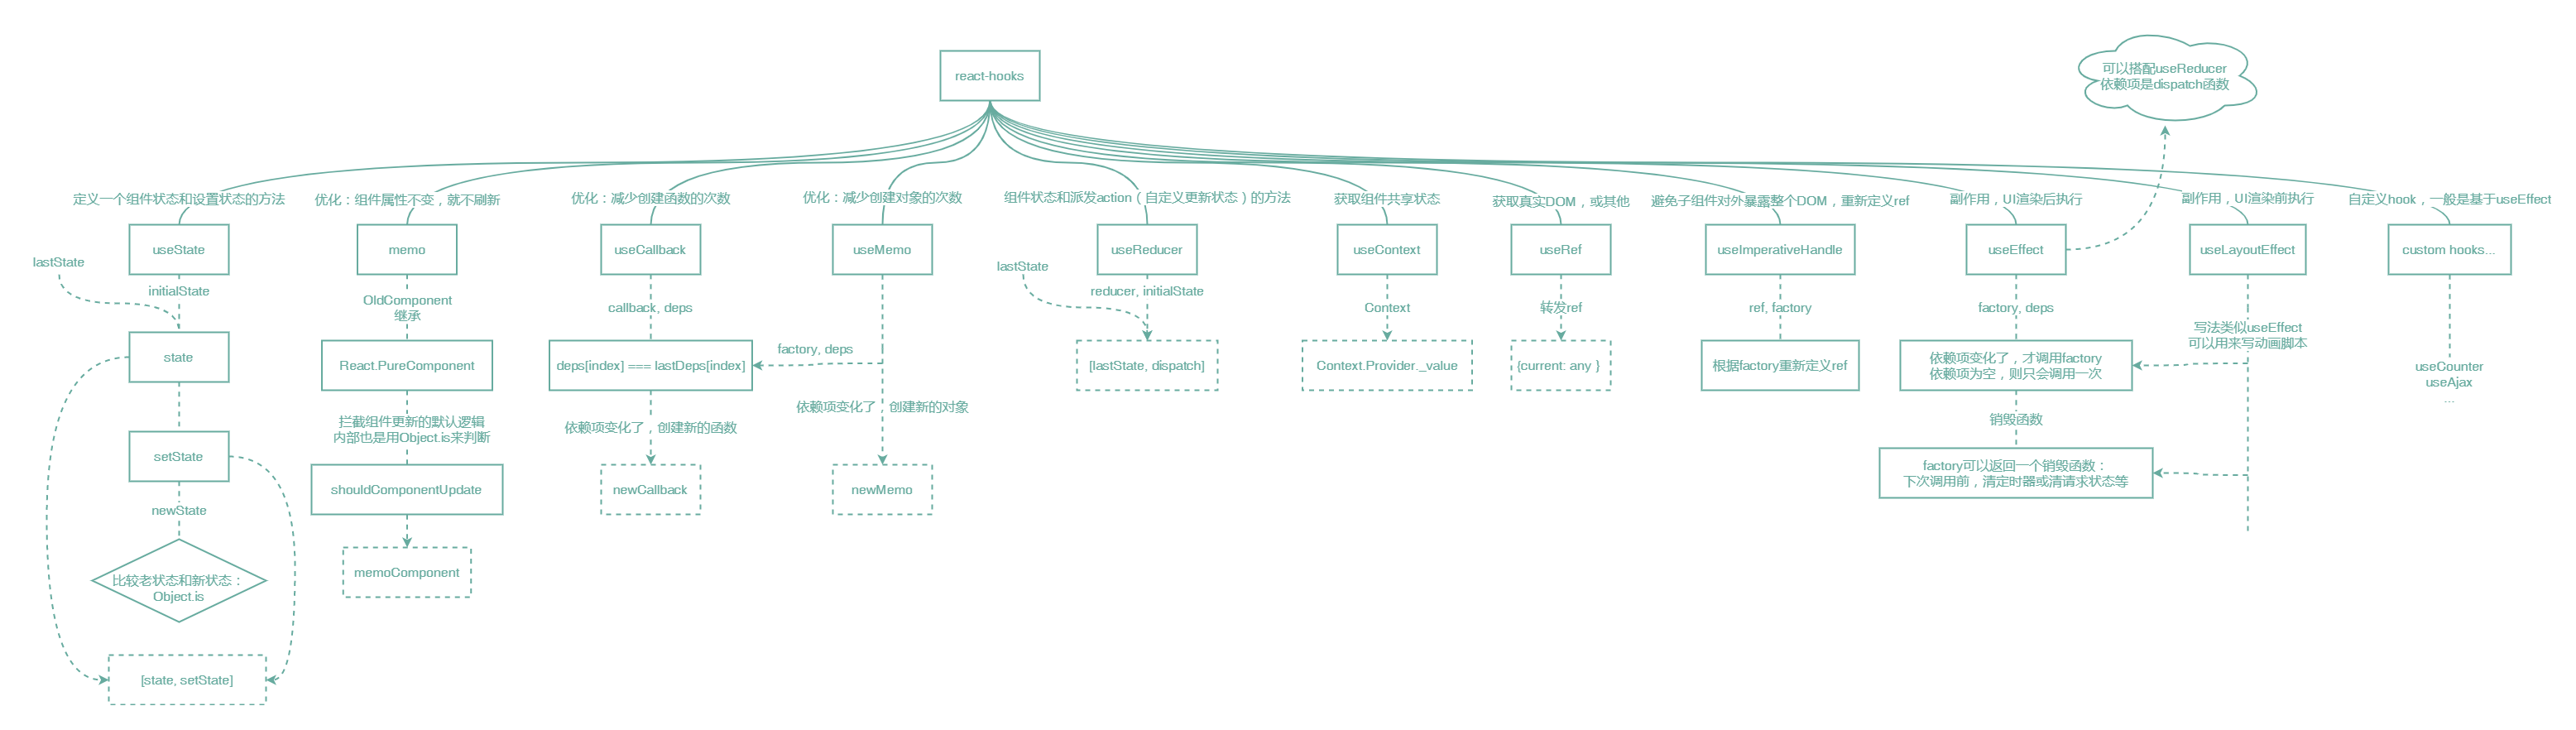 react-hooks
可以搭配useReducer
依赖项是dispatch函数
定义一个组件状态和设置状态的方法
优化：组件属性不变，就不刷新
优化：减少创建函数的次数
优化：减少创建对象的次数
组件状态和派发action（自定义更新状态）的方法
获取组件共享状态
获取真实DOM，或其他
避免子组件对外暴露整个DOM，重新定义ref
副作用，UI渲染后执行
副作用，UI渲染前执行
自定义hook，一般是基于useEffect
useState
memo
useCallback
useMemo
useReducer
useContext
useRef
useImperativeHandle
useEffect
useLayoutEffect
custom hooks...
lastState
initialState
OldComponent
继承
callback, deps
factory, deps
lastState
reducer, initialState
Context
转发ref
ref, factory
factory, deps
写法类似useEffect
可以用来写动画脚本
state
React.PureComponent
deps[index] === lastDeps[index]
[lastState, dispatch]
Context.Provider._value
{current: any }
根据factory重新定义ref
依赖项变化了，才调用factory
依赖项为空，则只会调用一次
useCounter
useAjax
...
拦截组件更新的默认逻辑
内部也是用Object.is来判断
依赖项变化了，创建新的函数
依赖项变化了，创建新的对象
销毁函数
setState
shouldComponentUpdate
newCallback
newMemo
factory可以返回一个销毁函数：
下次调用前，清定时器或清请求状态等
newState
比较老状态和新状态：
Object.is
memoComponent
[state, setState]